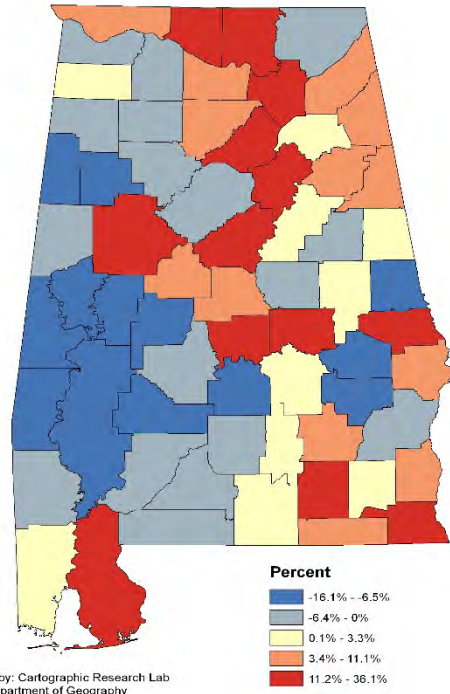 Percent
-16.1% - -6.5%
-6.4% - 0%
0.1% - 3.3%
3.4% - 11.1%
11.2% - 36.1%
by: Cartographic Research Lab
partment of Geography